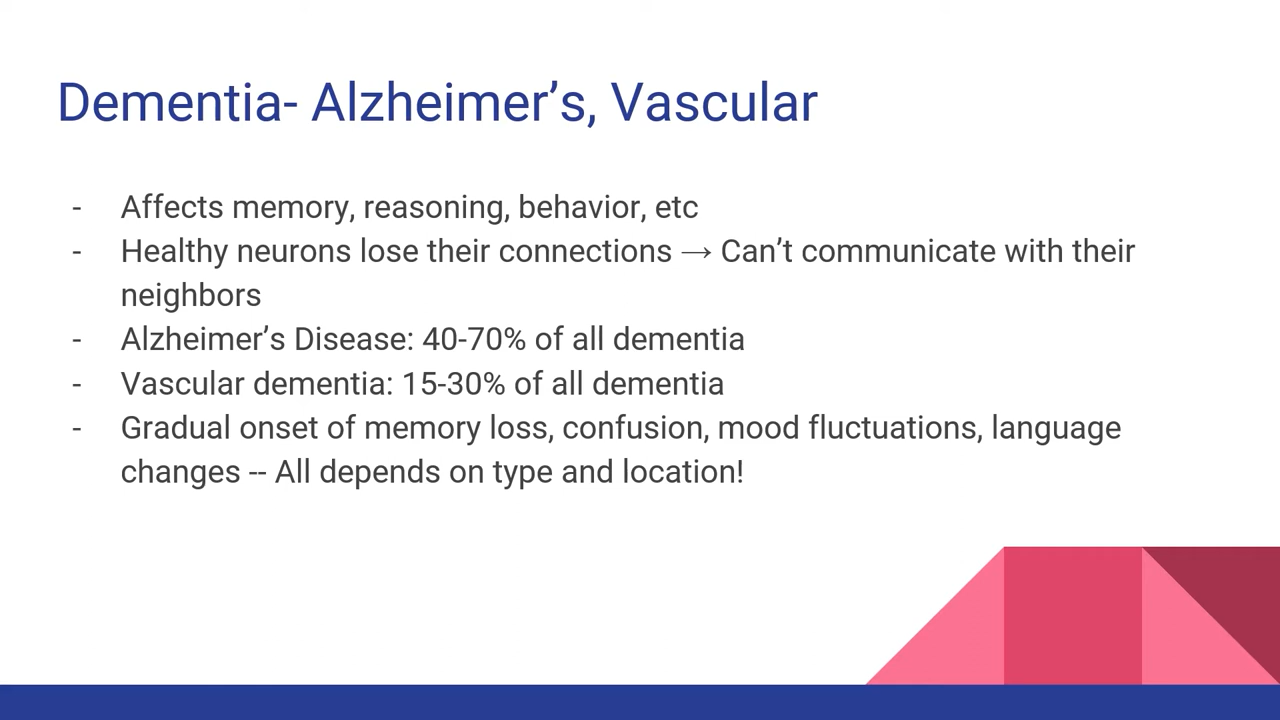 Dementia- Alzheimer’s, Vascular
- Affects memory, reasoning, behavior, etc
- Healthy neurons lose their connections → Can’t communicate with their
neighbors
- Alzheimer’s Disease: 40-70% of all dementia
- Vascular dementia: 15-30% of all dementia
- Gradual onset of memory loss, confusion, mood fluctuations, language
changes -- All depends on type and location!